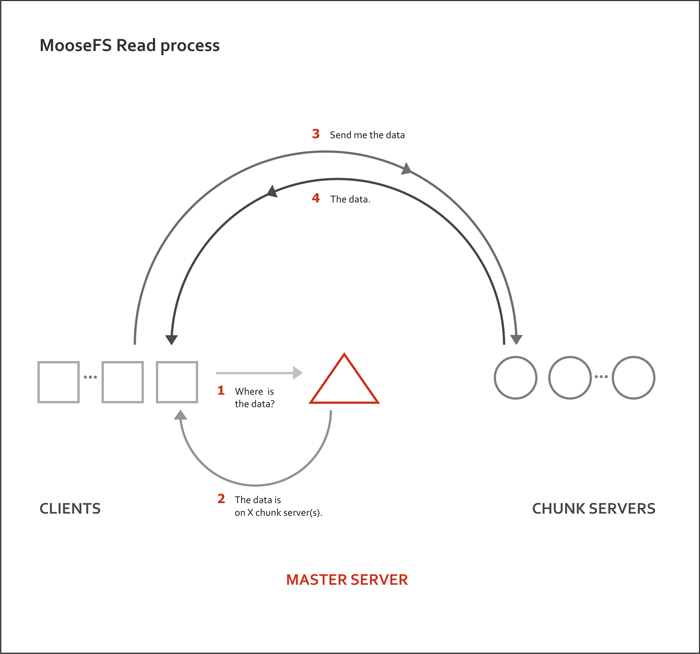 MooseFS Read process
3 Send me the data
4 The data.
1 Where is
the data?
2 The data is
on X chunk server(s).
CLIENTS
CHUNK SERVERS
MASTER SERVER